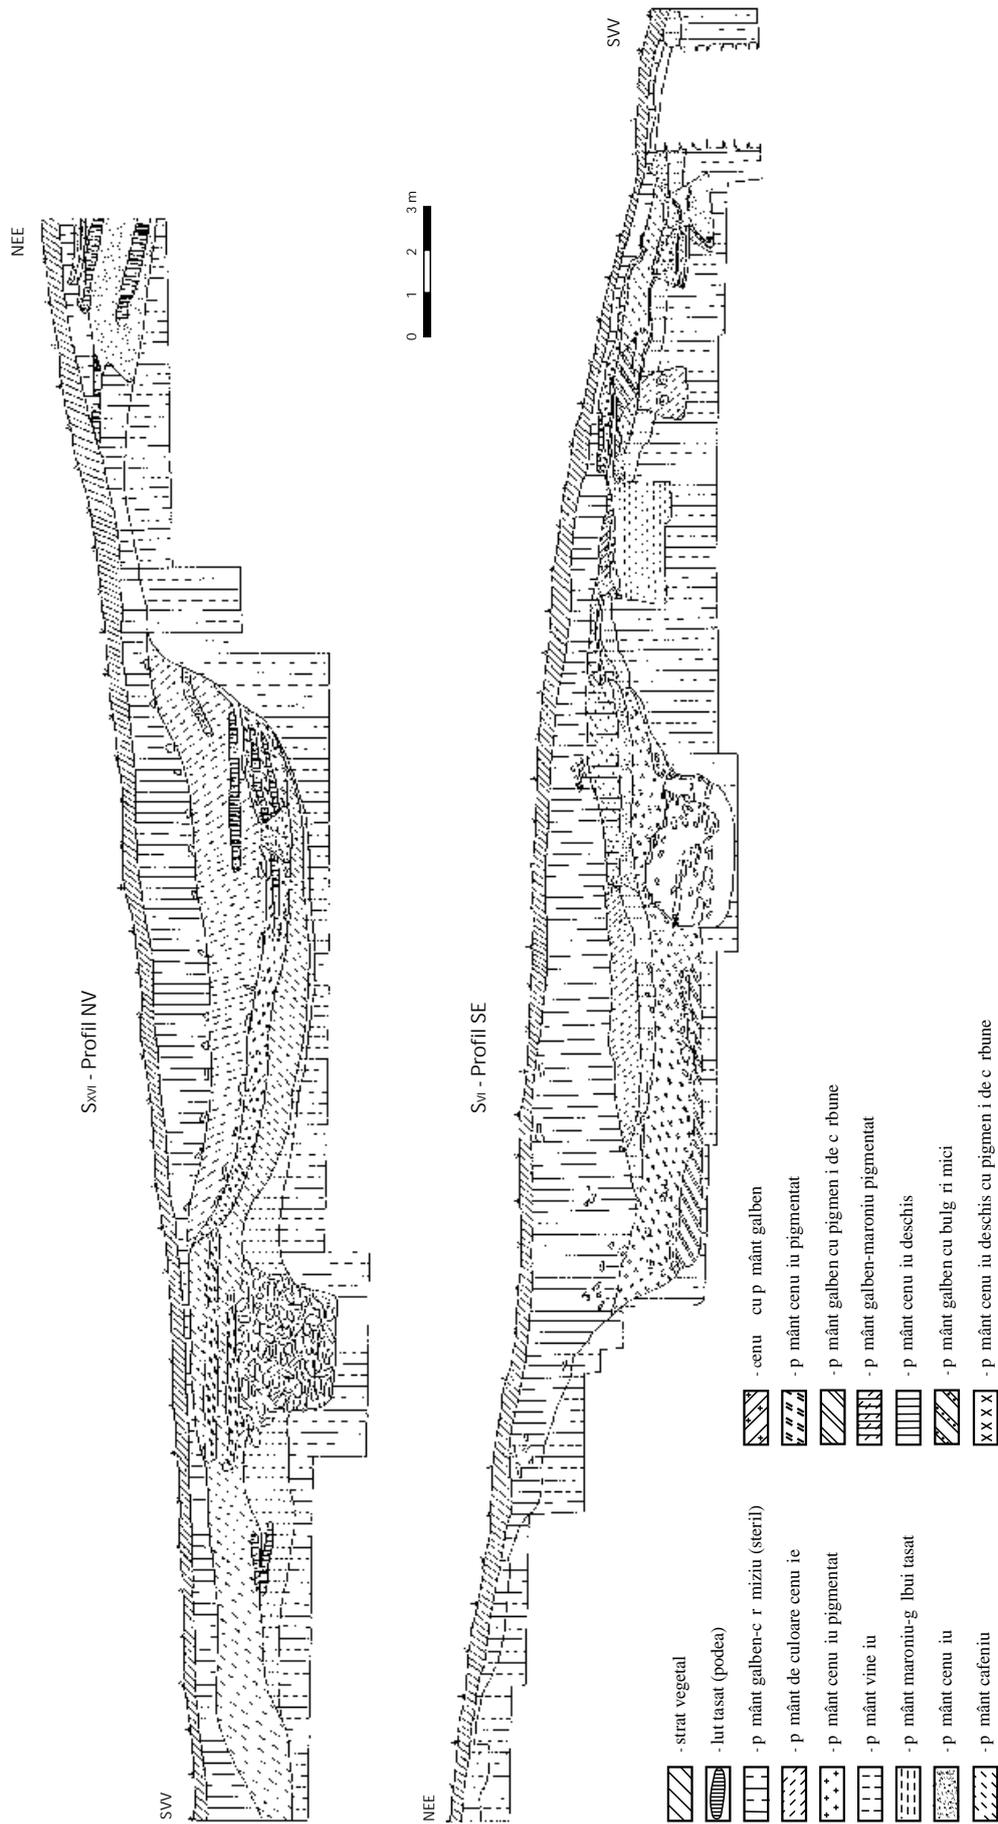 SXVI - Profil NV
SVV
NEE
0 1 2 3 m
SVI - Profil SE
NEE
SVV
- strat vegetal
- lut tasat (podea)
- p mânt galben-c r miziu (steril)
- p mânt de culoare cenu ie
- p mânt cenu iu pigmentat
- p mânt vine iu
- p mânt maroniu-g lbui tasat
- p mânt cenu iu
- p mânt cafeniu
- cenu cu p mânt galben
- p mânt cenu iu pigmentat
- p mânt galben cu pigmen i de c rbune
- p mânt galben-maroniu pigmentat
- p mânt cenu iu deschis
- p mânt galben cu bulg ri mici
- p mânt cenu iu deschis cu pigmen i de c rbune